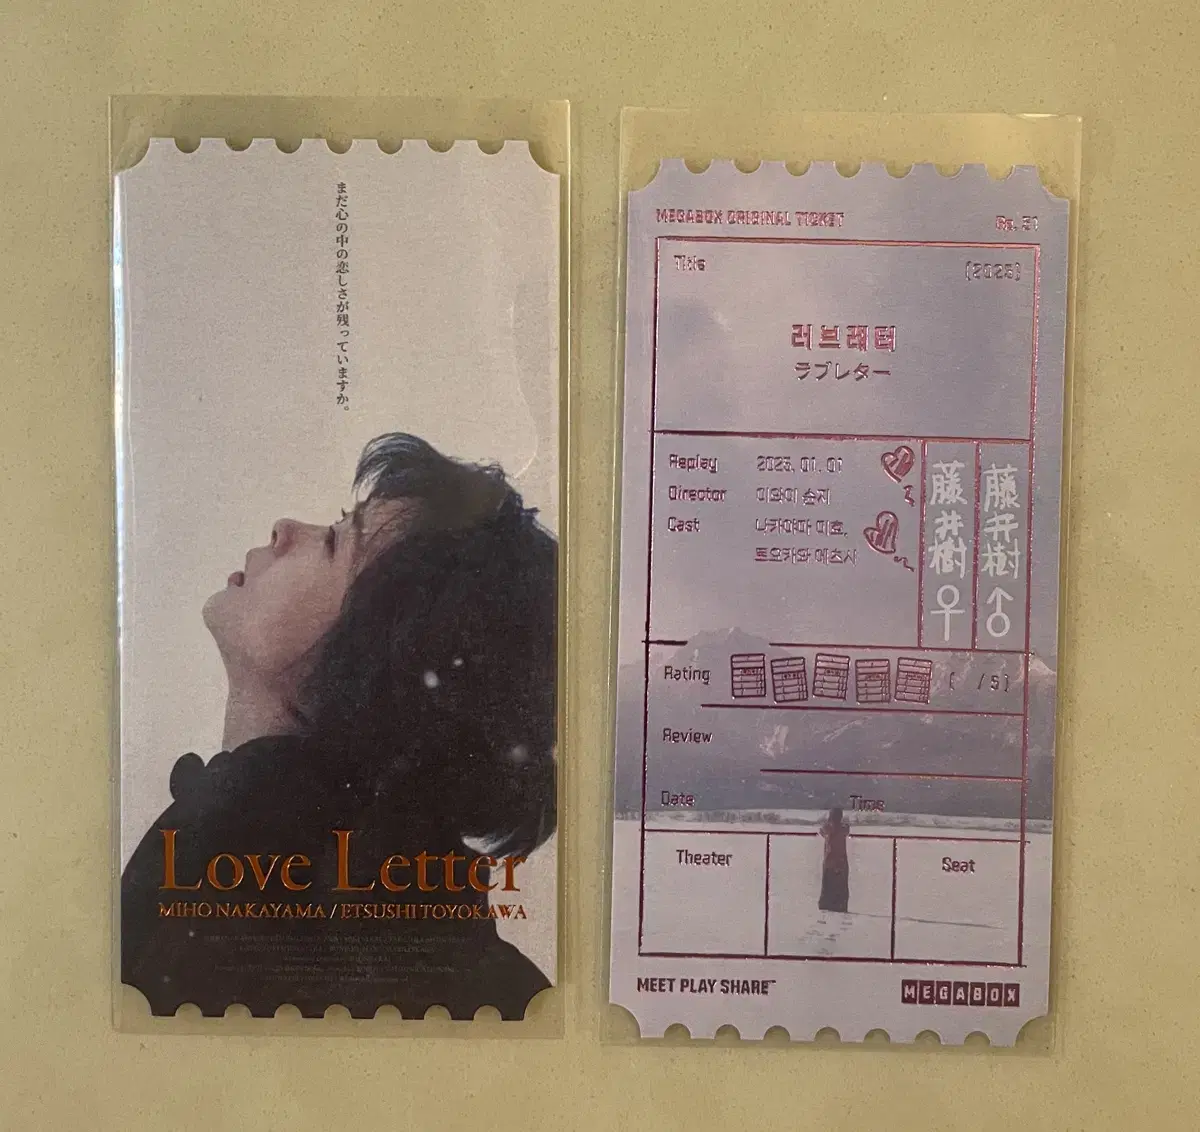 まだ心の中の恋しさが残っていますか。
Love Letter
MIHO NAKAYAMA / ETSUSHI TOYOKAWA
MEGABOX ORIGINAL TICKET
Re. 31
Title
(2025)
러브레터
ラブレター
Replay 2025. 01. 01
Director 이와이 슌지
Cast 나카야마 미호,
토요카와 에츠시
藤井樹♀
藤井樹♂
Rating ( /5)
Review
Date Time
Theater Seat
MEET PLAY SHARE™
MEGABOX